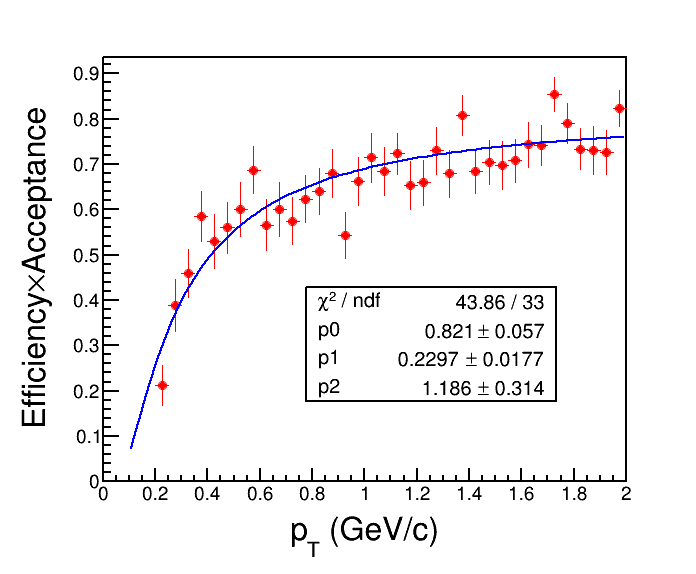 Efficiency×Acceptance
0.9
0.8
0.7
0.6
0.5
0.4
0.3
0.2
0.1
0
χ² / ndf 43.86 / 33
p0 0.821 ± 0.057
p1 0.2297 ± 0.0177
p2 1.186 ± 0.314
0 0.2 0.4 0.6 0.8 1 1.2 1.4 1.6 1.8 2
p_T (GeV/c)